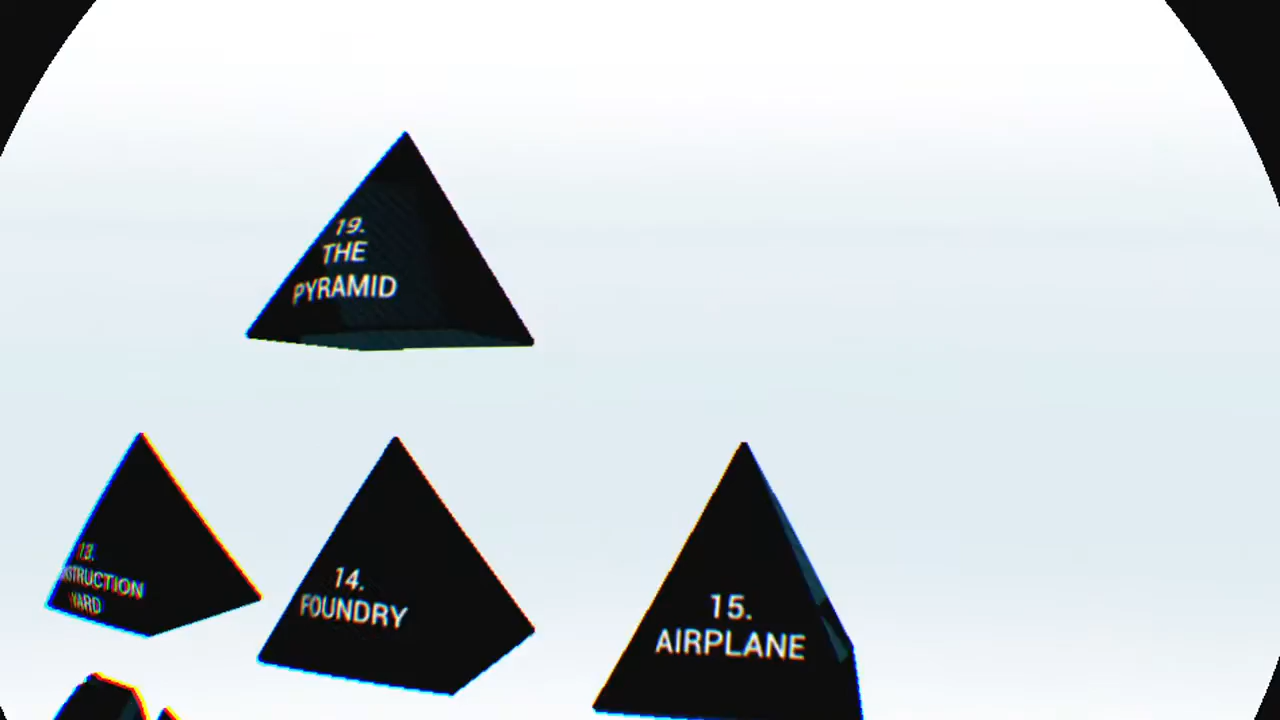 19.
THE
PYRAMID
13.
YARD
14.
FOUNDRY
15.
AIRPLANE